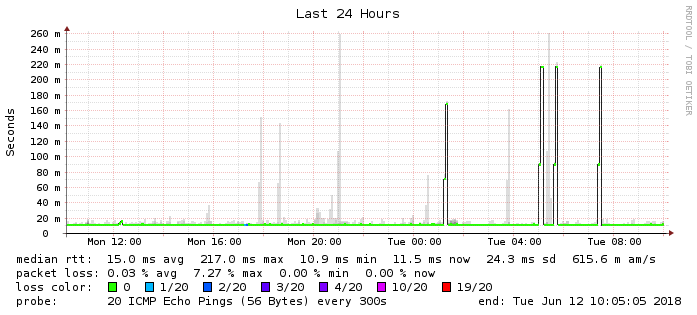 Last 24 Hours
RRDTOOL / TOBI OETIKER
Seconds
260 m
240 m
220 m
200 m
180 m
160 m
140 m
120 m
100 m
80 m
60 m
40 m
20 m
0
Mon 12:00 Mon 16:00 Mon 20:00 Tue 00:00 Tue 04:00 Tue 08:00
median rtt: 15.0 ms avg 217.0 ms max 10.9 ms min 11.5 ms now 24.3 ms sd 615.6 m am/s
packet loss: 0.03 % avg 7.27 % max 0.00 % min 0.00 % now
loss color: 0 1/20 2/20 3/20 4/20 10/20 19/20
probe: 20 ICMP Echo Pings (56 Bytes) every 300s end: Tue Jun 12 10:05:05 2018